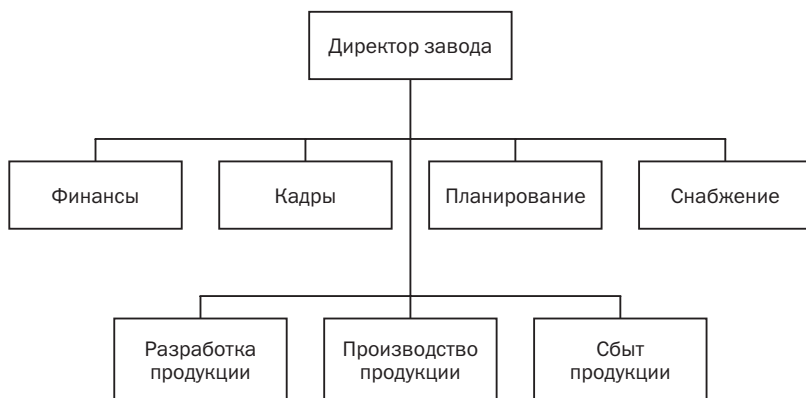 Директор завода
Финансы
Кадры
Планирование
Снабжение
Разработка
продукции
Производство
продукции
Сбыт
продукции